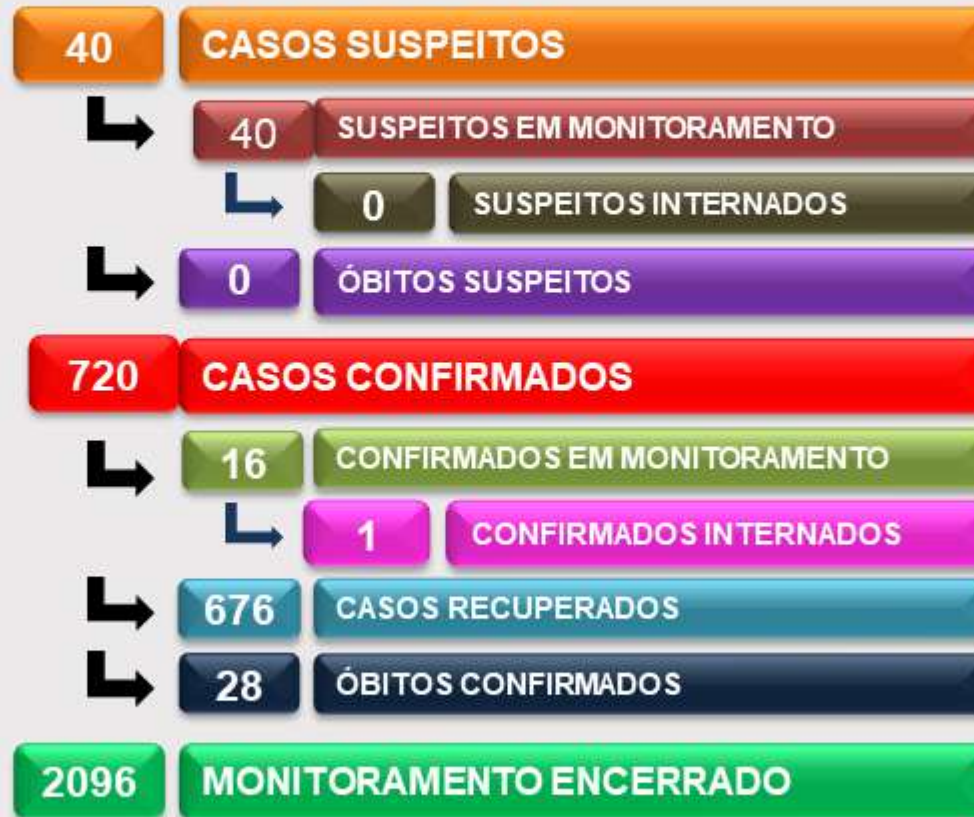 40 CASOS SUSPEITOS
40 SUSPEITOS EM MONITORAMENTO
0 SUSPEITOS INTERNADOS
0 ÓBITOS SUSPEITOS
720 CASOS CONFIRMADOS
16 CONFIRMADOS EM MONITORAMENTO
1 CONFIRMADOS INTERNADOS
676 CASOS RECUPERADOS
28 ÓBITOS CONFIRMADOS
2096 MONITORAMENTO ENCERRADO